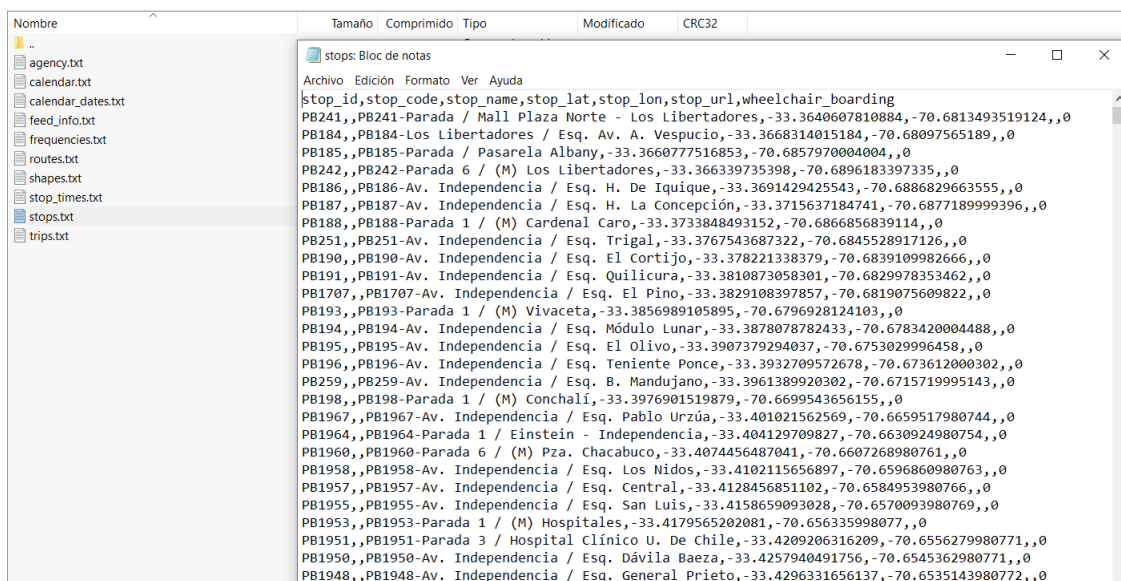 Nombre Tamaño Comprimido Tipo Modificado CRC32
..
agency.txt
calendar.txt
calendar_dates.txt
feed_info.txt
frequencies.txt
routes.txt
shapes.txt
stop_times.txt
stops.txt
trips.txt
stops: Bloc de notas
Archivo Edición Formato Ver Ayuda
stop_id,stop_code,stop_name,stop_lat,stop_lon,stop_url,wheelchair_boarding
PB241,,PB241-Parada / Mall Plaza Norte - Los Libertadores,-33.3640607810884,-70.6813493519124,,0
PB184,,PB184-Los Libertadores / Esq. Av. A. Vespucio,-33.3668314015184,-70.68097565189,,0
PB185,,PB185-Parada / Pasarela Albany,-33.3660777516853,-70.6857970004004,,0
PB242,,PB242-Parada 6 / (M) Los Libertadores,-33.366339735398,-70.6896183397335,,0
PB186,,PB186-Av. Independencia / Esq. H. De Iquique,-33.3691429425543,-70.6886829663555,,0
PB187,,PB187-Av. Independencia / Esq. H. La Concepción,-33.3715637184741,-70.6877189999396,,0
PB188,,PB188-Parada 1 / (M) Cardenal Caro,-33.3733848493152,-70.6866856839114,,0
PB251,,PB251-Av. Independencia / Esq. Trigal,-33.3767543687322,-70.6845528917126,,0
PB190,,PB190-Av. Independencia / Esq. El Cortijo,-33.378221338379,-70.6839109982666,,0
PB191,,PB191-Av. Independencia / Esq. Quilicura,-33.3810873058301,-70.6829978353462,,0
PB1707,,PB1707-Av. Independencia / Esq. El Pino,-33.3829108397857,-70.6819075609822,,0
PB193,,PB193-Parada 1 / (M) Vivaceta,-33.3856989105895,-70.6796928124103,,0
PB194,,PB194-Av. Independencia / Esq. Módulo Lunar,-33.3878078782433,-70.6783420004488,,0
PB195,,PB195-Av. Independencia / Esq. El Olivo,-33.3907379294037,-70.6753029996458,,0
PB196,,PB196-Av. Independencia / Esq. Teniente Ponce,-33.3932709572678,-70.673612000302,,0
PB259,,PB259-Av. Independencia / Esq. B. Mandujano,-33.3961389920302,-70.6715719995143,,0
PB198,,PB198-Parada 1 / (M) Conchalí,-33.3976901519879,-70.6699543656155,,0
PB1967,,PB1967-Av. Independencia / Esq. Pablo Urzúa,-33.401021562569,-70.6659517980744,,0
PB1964,,PB1964-Parada 1 / Einstein - Independencia,-33.404129709827,-70.6630924980754,,0
PB1960,,PB1960-Parada 6 / (M) Pza. Chacabuco,-33.4074456487041,-70.6607268980761,,0
PB1958,,PB1958-Av. Independencia / Esq. Los Nidos,-33.4102115656897,-70.6596860980763,,0
PB1957,,PB1957-Av. Independencia / Esq. Central,-33.4128456851102,-70.6584953980766,,0
PB1955,,PB1955-Av. Independencia / Esq. San Luis,-33.4158659093028,-70.6570093980769,,0
PB1953,,PB1953-Parada 1 / (M) Hospitales,-33.4179565202081,-70.656335998077,,0
PB1951,,PB1951-Parada 3 / Hospital Clínico U. De Chile,-33.4209206316209,-70.6556279980771,,0
PB1950,,PB1950-Av. Independencia / Esq. Dávila Baeza,-33.4257940491756,-70.6545362980771,,0
PB1948,,PB1948-Av. Independencia / Esq. General Prieto,-33.4296331656137,-70.6535143980772,,0